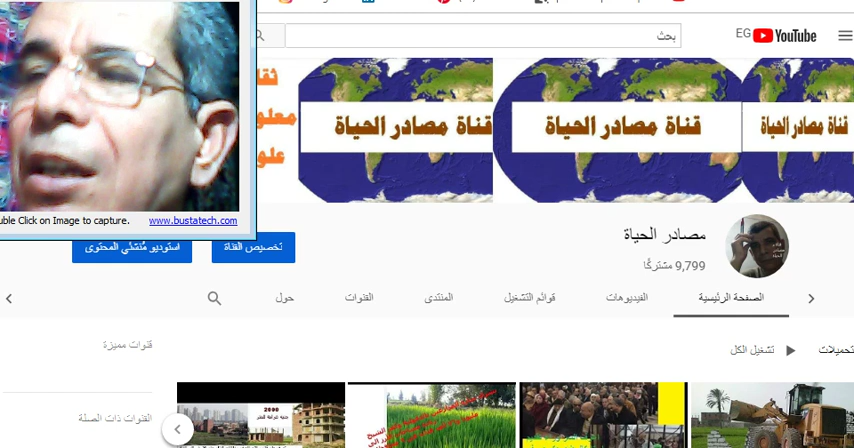 EG
YouTube
بحث
قناة مصادر الحياة
قناة مصادر الحياة
قناة مصادر الحياة
Double Click on Image to capture.
www.bustatech.com
مصادر الحياة
9,799 مشتركًا
تخصيص القناة
استوديو مُنشئي المحتوى
الصفحة الرئيسية
الفيديوهات
قوائم التشغيل
المنتدى
القنوات
حول
تحميلات
تشغيل الكل
قنوات مميزة
القنوات ذات الصلة
2090